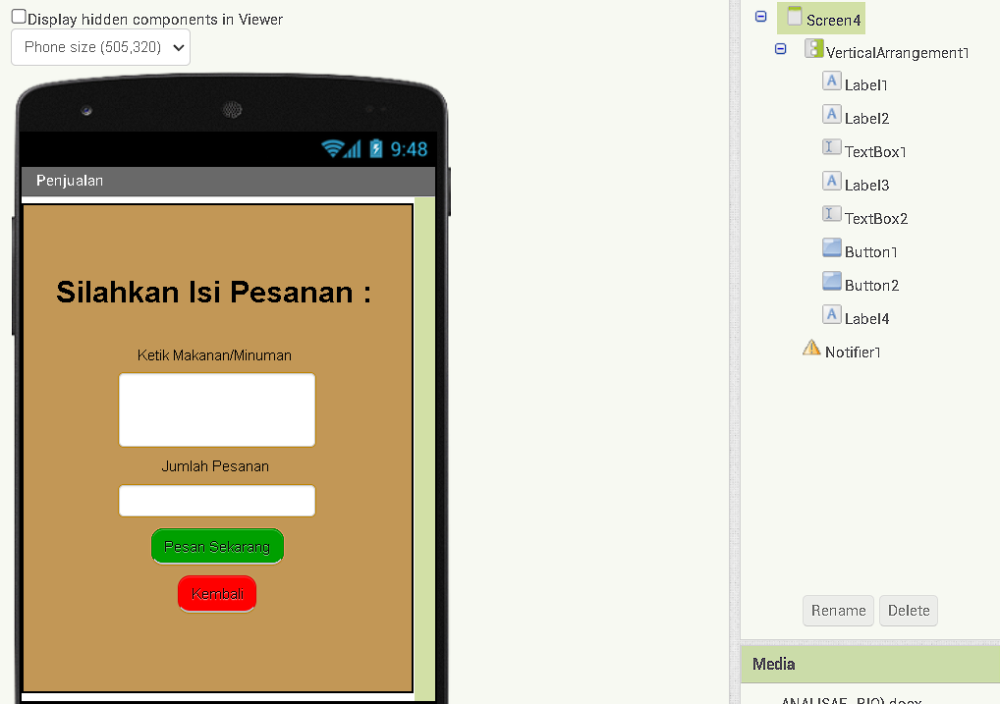 Display hidden components in Viewer
Phone size (505,320)
9:48
Penjualan
Silahkan Isi Pesanan :
Ketik Makanan/Minuman
Jumlah Pesanan
Pesan Sekarang
Kembali
Screen4
VerticalArrangement1
A Label1
A Label2
TextBox1
A Label3
TextBox2
Button1
Button2
A Label4
Notifier1
Rename Delete
Media